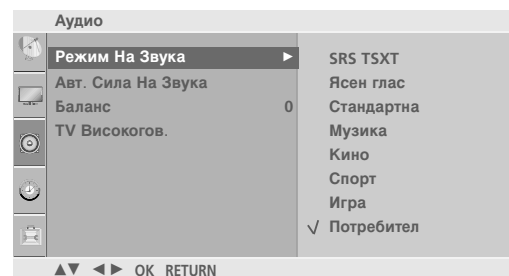 Аудио
Режим На Звука ►
Авт. Сила На Звука
Баланс 0
TV Високогов.
SRS TSXT
Ясен глас
Стандартна
Музика
Кино
Спорт
Игра
√ Потребител
▲▼ ◄► OK RETURN